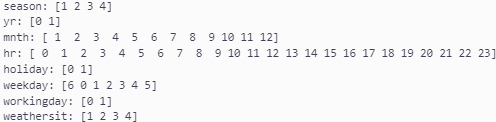 season: [1 2 3 4]
yr: [0 1]
mnth: [ 1  2  3  4  5  6  7  8  9 10 11 12]
hr: [ 0  1  2  3  4  5  6  7  8  9 10 11 12 13 14 15 16 17 18 19 20 21 22 23]
holiday: [0 1]
weekday: [6 0 1 2 3 4 5]
workingday: [0 1]
weathersit: [1 2 3 4]